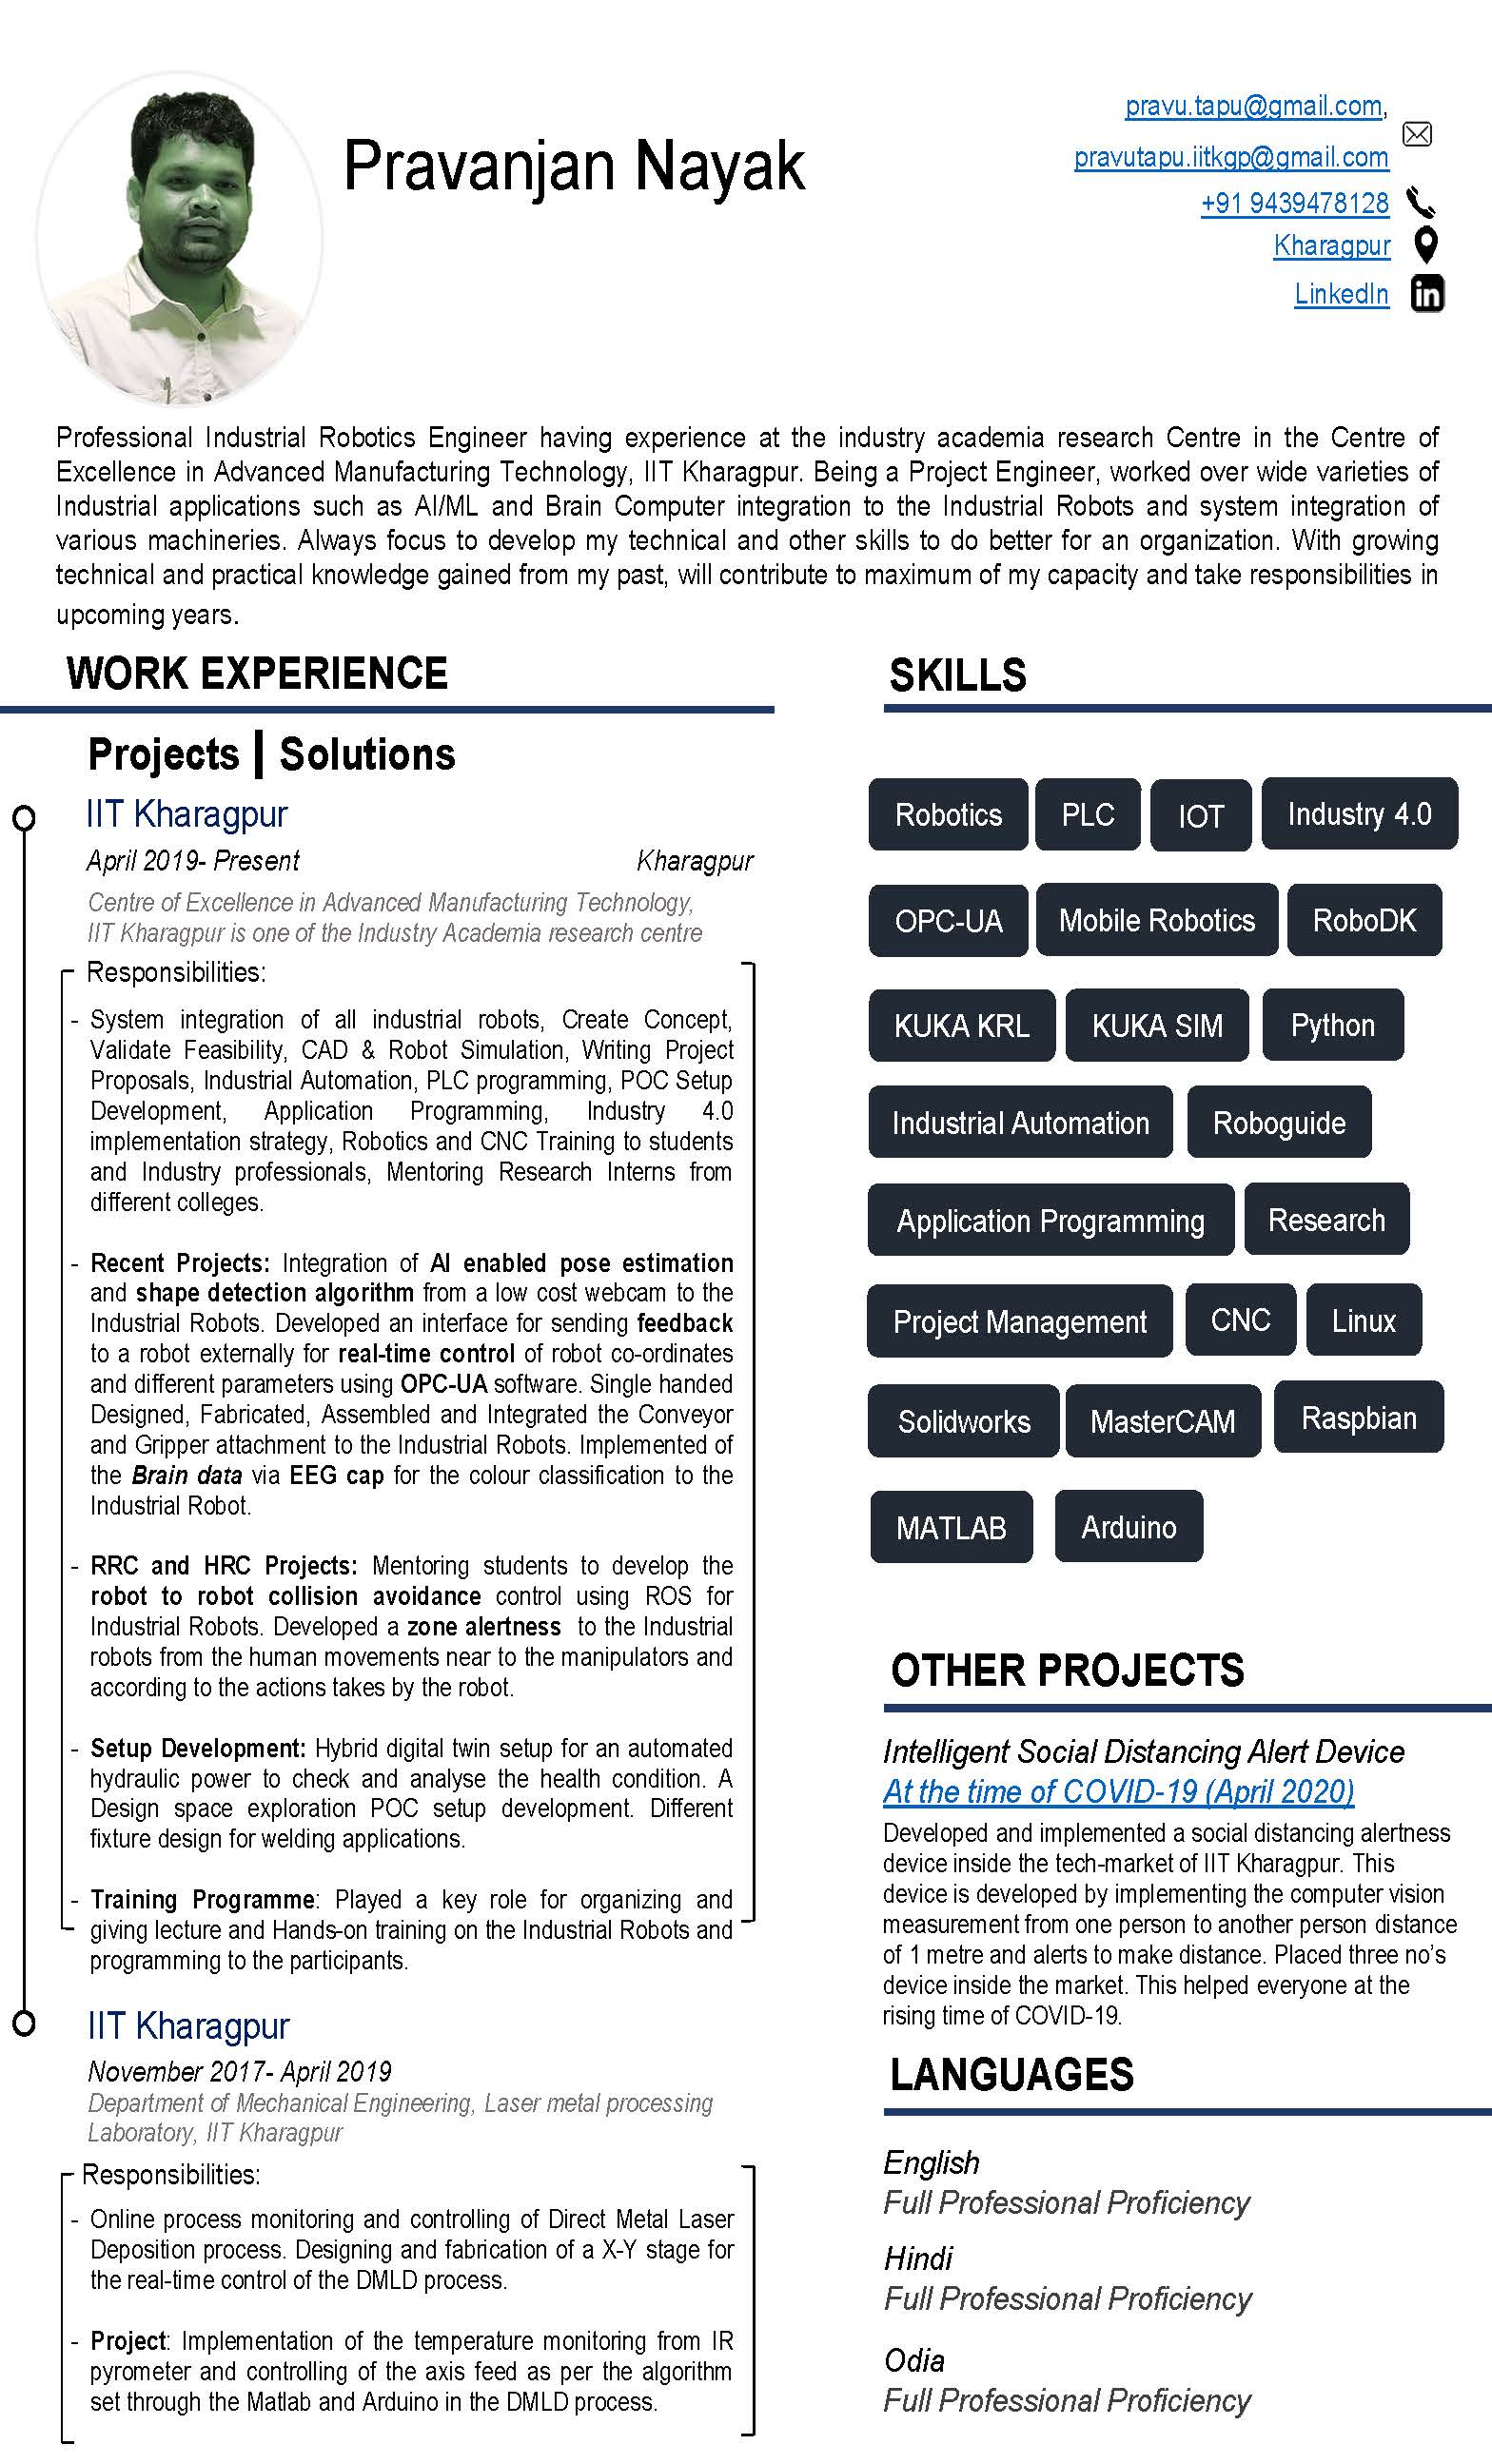 Pravanjan Nayak
pravu.tapu@gmail.com,
pravutapu.iitkgp@gmail.com
+91 9439478128
Kharagpur
LinkedIn
in
Professional Industrial Robotics Engineer having experience at the industry academia research Centre in the Centre of
Excellence in Advanced Manufacturing Technology, IIT Kharagpur. Being a Project Engineer, worked over wide varieties of
Industrial applications such as AI/ML and Brain Computer integration to the Industrial Robots and system integration of
various machineries. Always focus to develop my technical and other skills to do better for an organization. With growing
technical and practical knowledge gained from my past, will contribute to maximum of my capacity and take responsibilities in
upcoming years.
WORK EXPERIENCE
Projects | Solutions
IIT Kharagpur
April 2019- Present Kharagpur
Centre of Excellence in Advanced Manufacturing Technology,
IIT Kharagpur is one of the Industry Academia research centre
Responsibilities:
- System integration of all industrial robots, Create Concept,
Validate Feasibility, CAD & Robot Simulation, Writing Project
Proposals, Industrial Automation, PLC programming, POC Setup
Development, Application Programming, Industry 4.0
implementation strategy, Robotics and CNC Training to students
and Industry professionals, Mentoring Research Interns from
different colleges.
- Recent Projects: Integration of AI enabled pose estimation
and shape detection algorithm from a low cost webcam to the
Industrial Robots. Developed an interface for sending feedback
to a robot externally for real-time control of robot co-ordinates
and different parameters using OPC-UA software. Single handed
Designed, Fabricated, Assembled and Integrated the Conveyor
and Gripper attachment to the Industrial Robots. Implemented of
the Brain data via EEG cap for the colour classification to the
Industrial Robot.
- RRC and HRC Projects: Mentoring students to develop the
robot to robot collision avoidance control using ROS for
Industrial Robots. Developed a zone alertness to the Industrial
robots from the human movements near to the manipulators and
according to the actions takes by the robot.
- Setup Development: Hybrid digital twin setup for an automated
hydraulic power to check and analyse the health condition. A
Design space exploration POC setup development. Different
fixture design for welding applications.
- Training Programme: Played a key role for organizing and
giving lecture and Hands-on training on the Industrial Robots and
programming to the participants.
IIT Kharagpur
November 2017- April 2019
Department of Mechanical Engineering, Laser metal processing
Laboratory, IIT Kharagpur
Responsibilities:
- Online process monitoring and controlling of Direct Metal Laser
Deposition process. Designing and fabrication of a X-Y stage for
the real-time control of the DMLD process.
- Project: Implementation of the temperature monitoring from IR
pyrometer and controlling of the axis feed as per the algorithm
set through the Matlab and Arduino in the DMLD process.
SKILLS
Robotics PLC IOT Industry 4.0
OPC-UA Mobile Robotics RoboDK
KUKA KRL KUKA SIM Python
Industrial Automation Roboguide
Application Programming Research
Project Management CNC Linux
Solidworks MasterCAM Raspbian
MATLAB Arduino
OTHER PROJECTS
Intelligent Social Distancing Alert Device
At the time of COVID-19 (April 2020)
Developed and implemented a social distancing alertness
device inside the tech-market of IIT Kharagpur. This
device is developed by implementing the computer vision
measurement from one person to another person distance
of 1 metre and alerts to make distance. Placed three no's
device inside the market. This helped everyone at the
rising time of COVID-19.
LANGUAGES
English
Full Professional Proficiency
Hindi
Full Professional Proficiency
Odia
Full Professional Proficiency